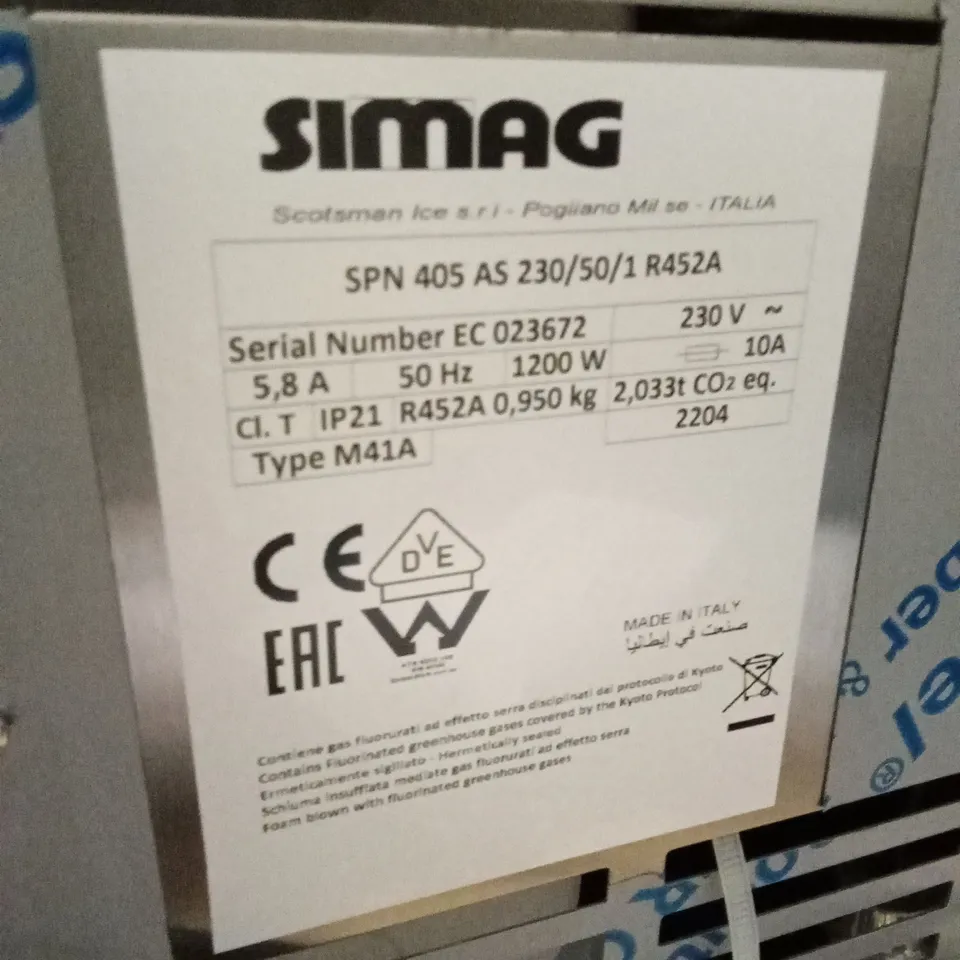 SIMAG
Scotsman Ice s.r.l - Pogliano Mil.se - ITALIA
SPN 405 AS 230/50/1 R452A
Serial Number EC 023672 230 V ~
5,8 A 50 Hz 1200 W 10A
Cl. T IP21 R452A 0,950 kg 2,033t CO2 eq.
Type M41A 2204
CE
DVE
EAC
W
MADE IN ITALY
صنعت في إيطاليا
Contiene gas fluorurati ad effetto serra disciplinati dal protocollo di Kyoto
Contains Fluorinated greenhouse gases covered by the Kyoto Protocol
Ermeticamente sigillato - Hermetically sealed
Schiuma insufflata mediate gas fluorurati ad effetto serra
Foam blown with fluorinated greenhouse gases
ber &
el®